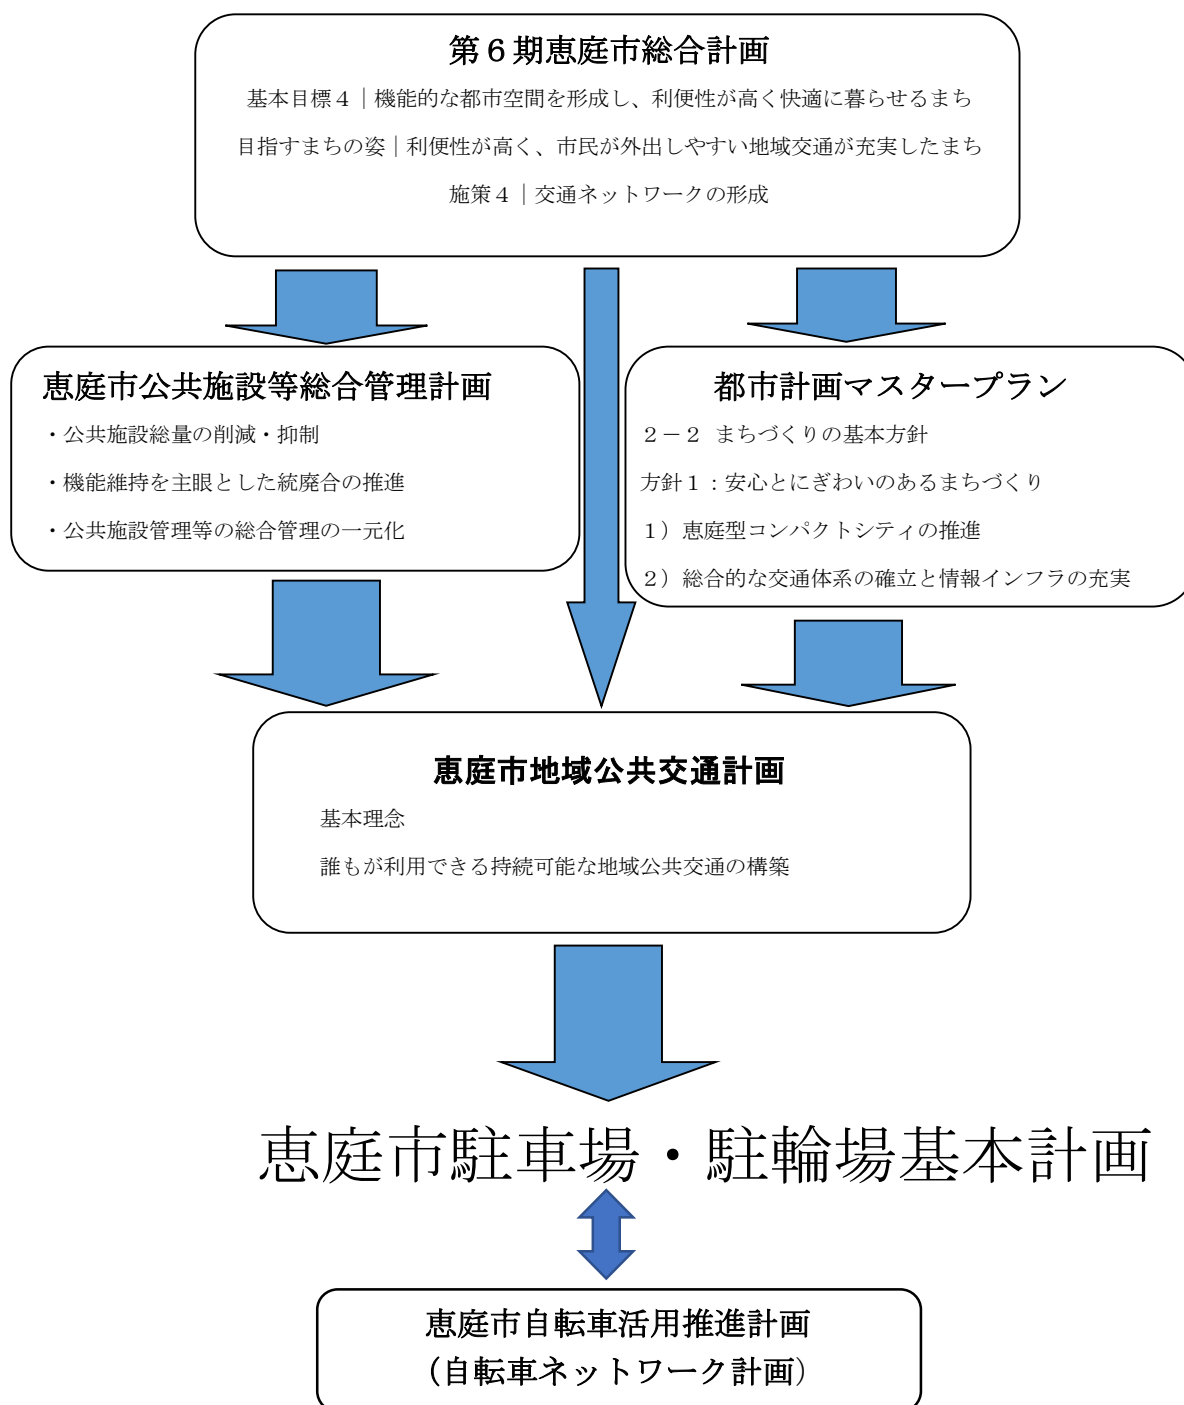 第６期恵庭市総合計画
基本目標４｜機能的な都市空間を形成し、利便性が高く快適に暮らせるまち
目指すまちの姿｜利便性が高く、市民が外出しやすい地域交通が充実したまち
施策４｜交通ネットワークの形成
恵庭市公共施設等総合管理計画
・公共施設総量の削減・抑制
・機能維持を主眼とした統廃合の推進
・公共施設管理等の総合管理の一元化
都市計画マスタープラン
２－２ まちづくりの基本方針
方針１：安心とにぎわいのあるまちづくり
１）恵庭型コンパクトシティの推進
２）総合的な交通体系の確立と情報インフラの充実
恵庭市地域公共交通計画
基本理念
誰もが利用できる持続可能な地域公共交通の構築
恵庭市駐車場・駐輪場基本計画
恵庭市自転車活用推進計画
（自転車ネットワーク計画）